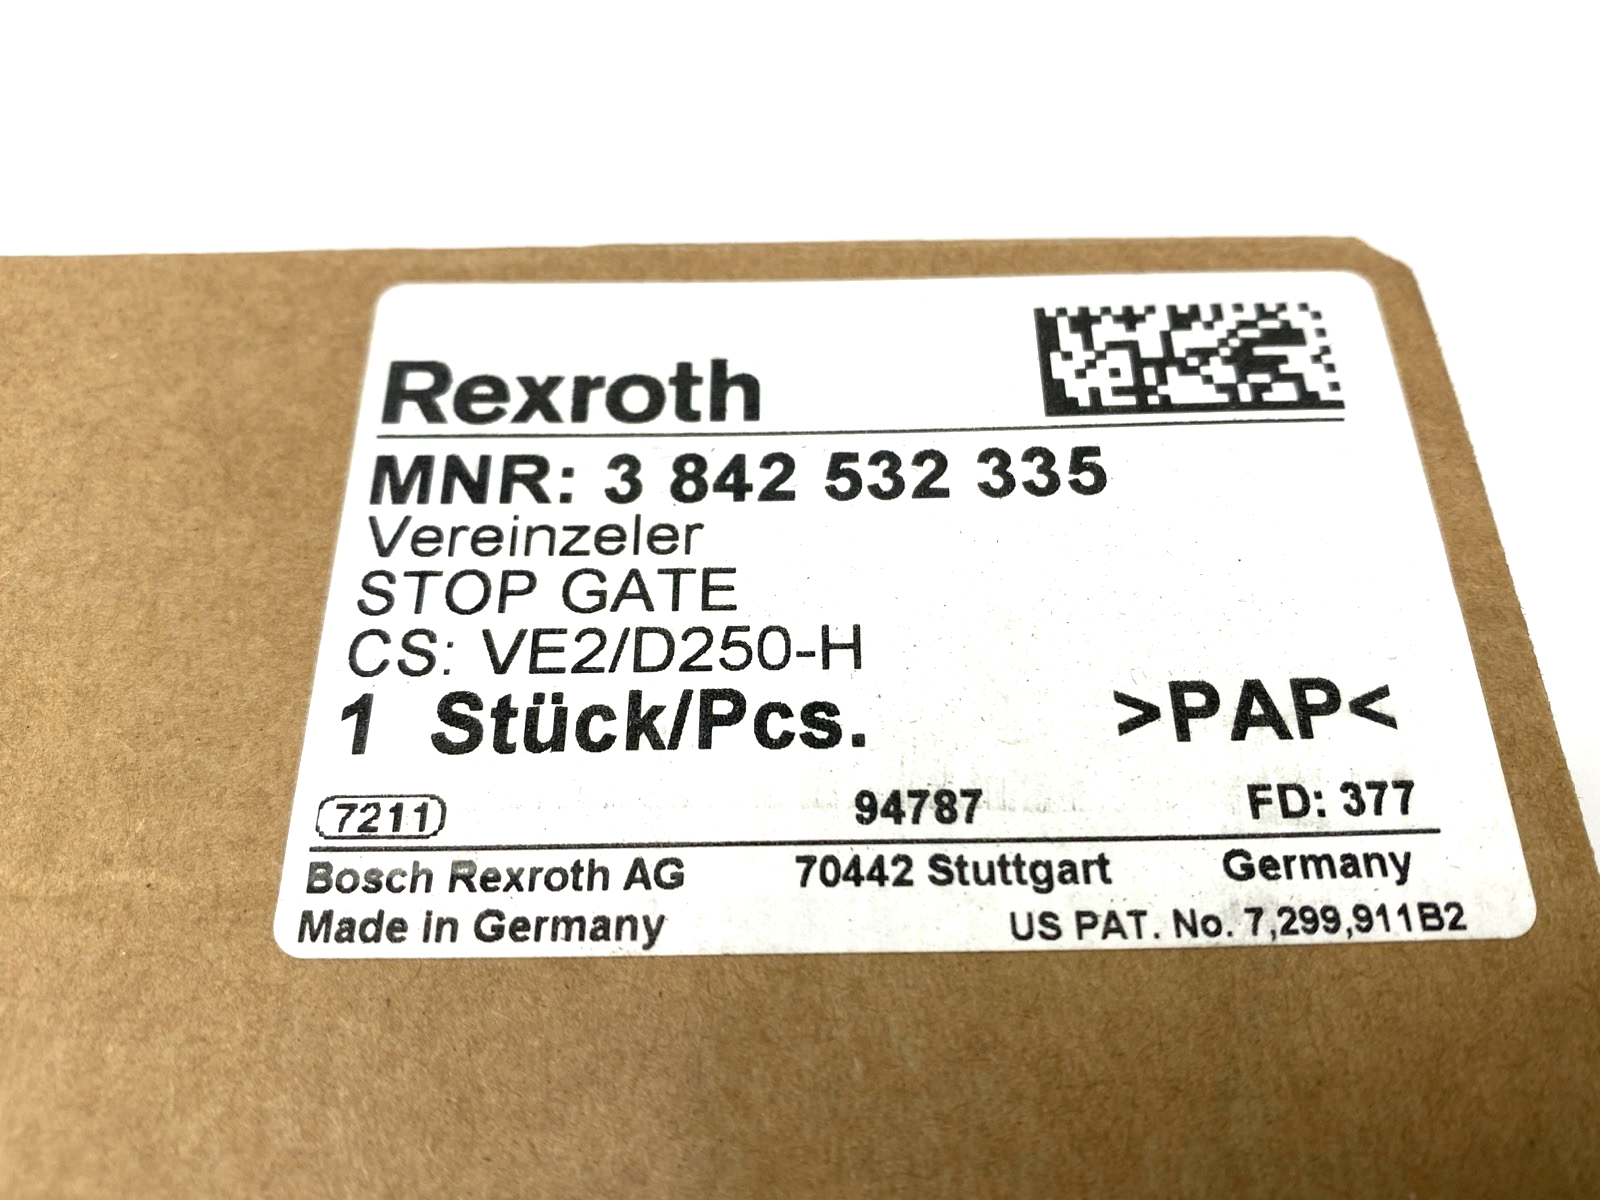 Rexroth
MNR: 3 842 532 335
Vereinzeler
STOP GATE
CS: VE2/D250-H
1 Stück/Pcs. >PAP<
7211 94787 FD: 377
Bosch Rexroth AG 70442 Stuttgart Germany
Made in Germany US PAT. No. 7,299,911B2